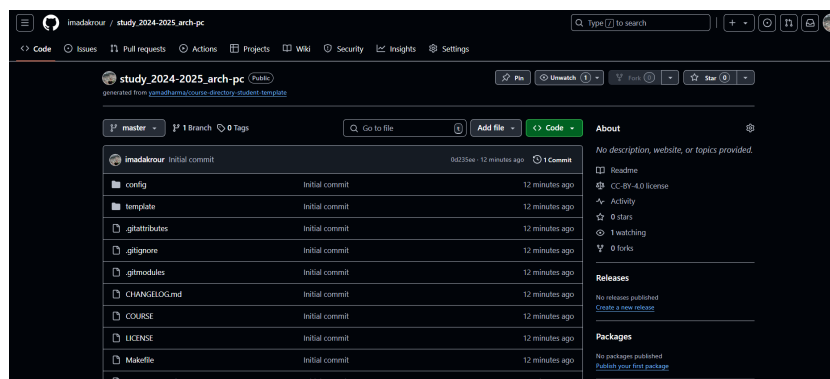 imadakrour / study_2024-2025_arch-pc
Type / to search
Code Issues Pull requests Actions Projects Wiki Security Insights Settings
study_2024-2025_arch-pc Public
Pin Unwatch 1 Fork 0 Star 0
generated from yamadharma/course-directory-student-template
master 1 Branch 0 Tags Go to file t Add file Code
About
No description, website, or topics provided.
imadakrour Initial commit 0d235ee · 12 minutes ago 1 Commit
config Initial commit 12 minutes ago
template Initial commit 12 minutes ago
.gitattributes Initial commit 12 minutes ago
.gitignore Initial commit 12 minutes ago
.gitmodules Initial commit 12 minutes ago
CHANGELOG.md Initial commit 12 minutes ago
COURSE Initial commit 12 minutes ago
LICENSE Initial commit 12 minutes ago
Makefile Initial commit 12 minutes ago
Readme
CC-BY-4.0 license
Activity
0 stars
1 watching
0 forks
Releases
No releases published
Create a new release
Packages
No packages published
Publish your first package